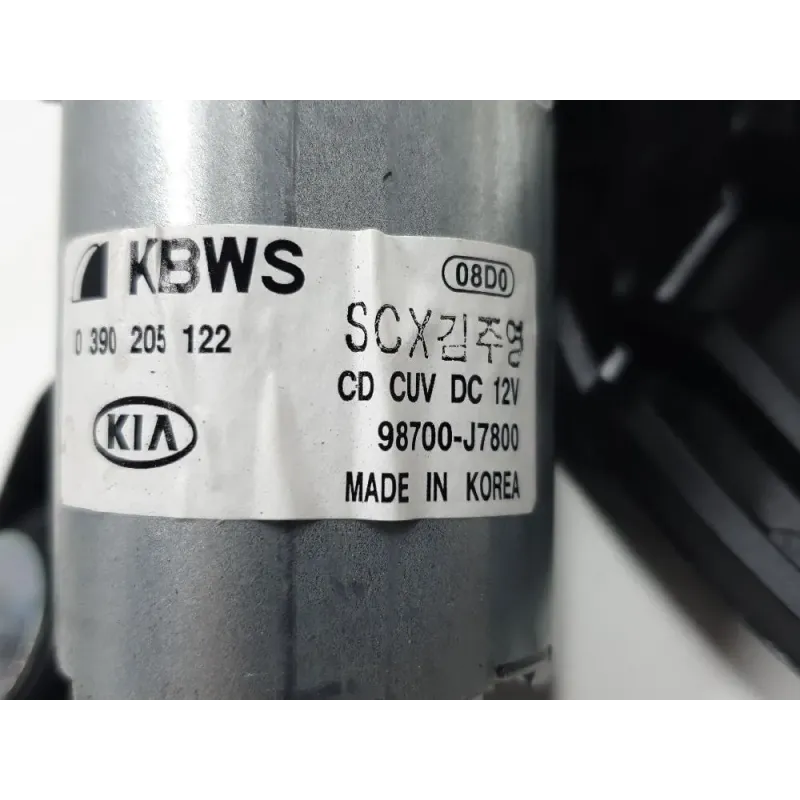 KBWS
08D0
0 390 205 122
SCX김주영
CD CUV DC 12V
KIA
98700-J7800
MADE IN KOREA